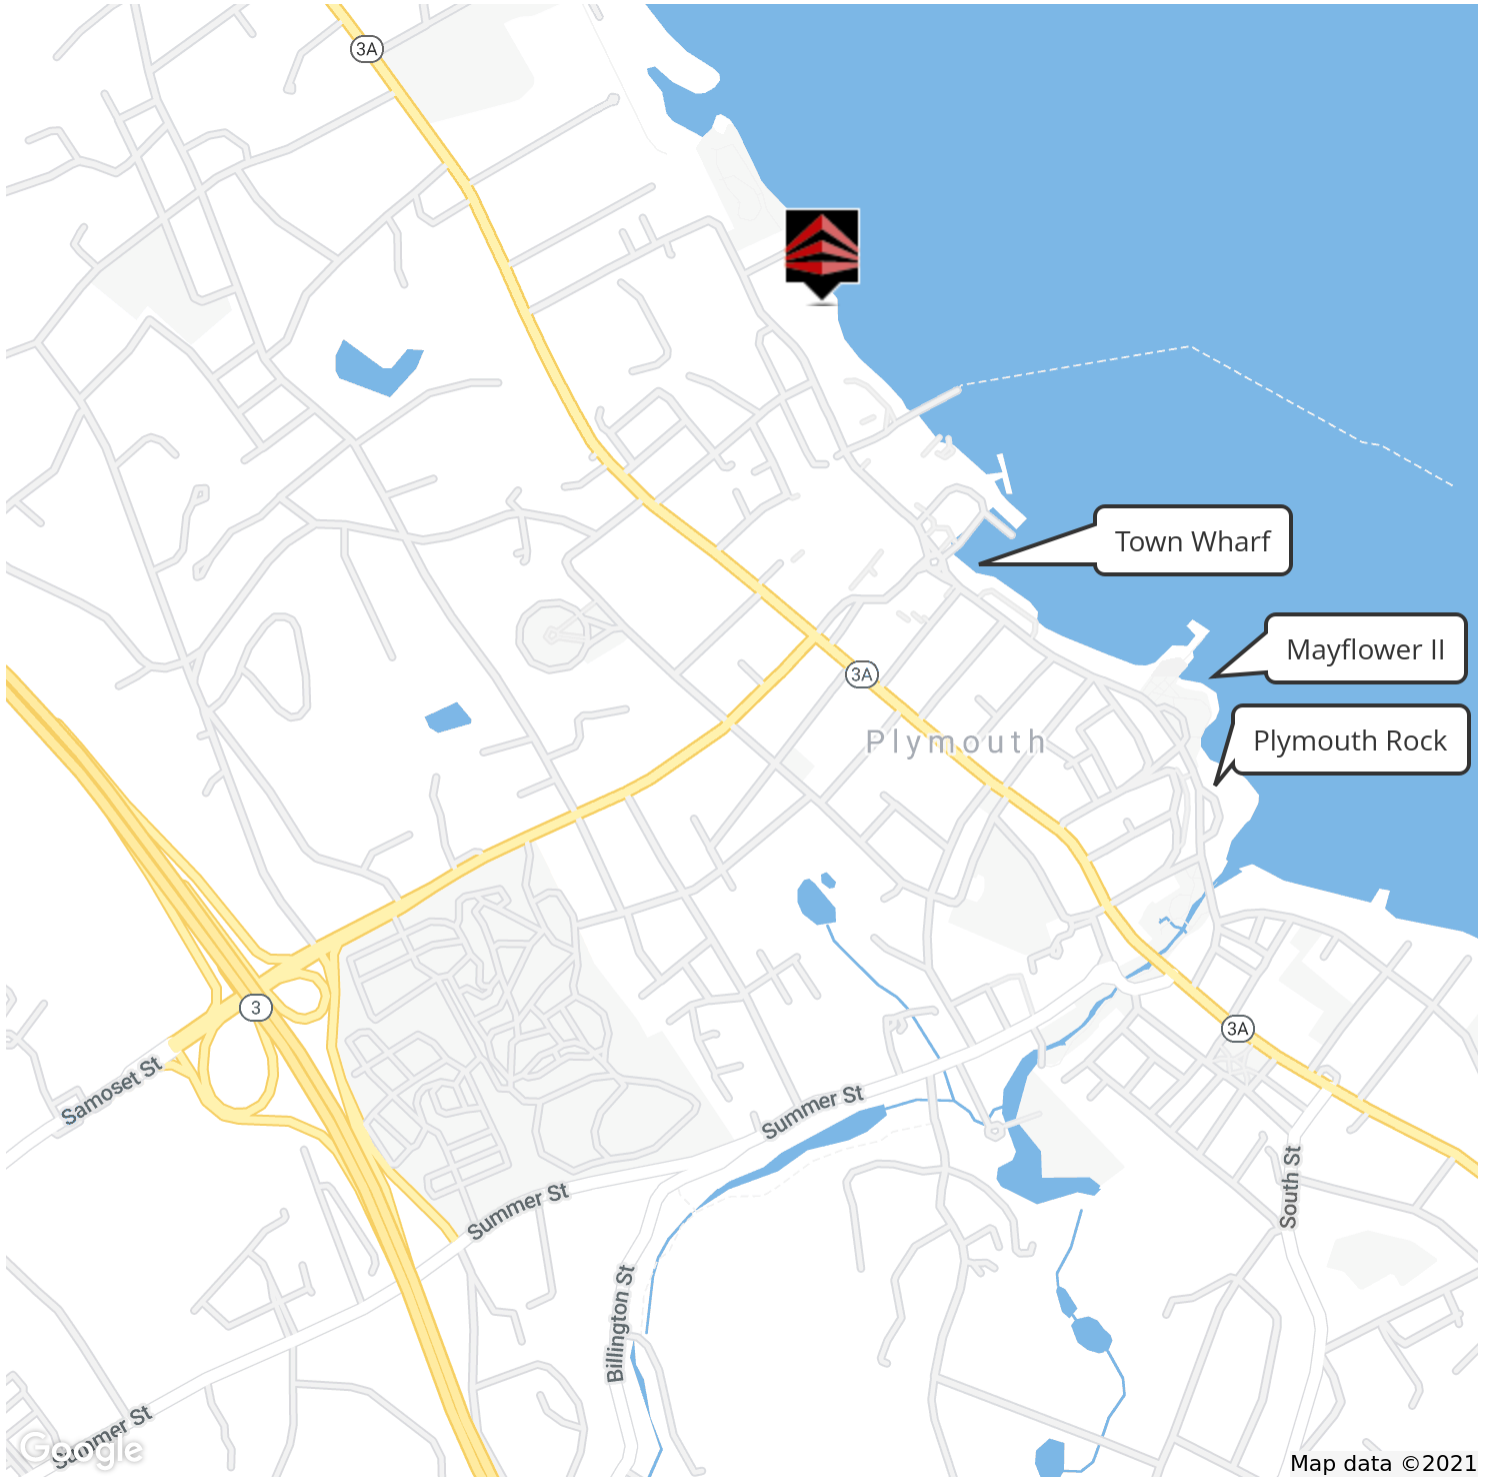 3A
Town Wharf
Mayflower II
3A
Plymouth
Plymouth Rock
3
3A
Samoset St
Summer St
Summer St
South St
Billington St
Summer St
Google
Map data ©2021